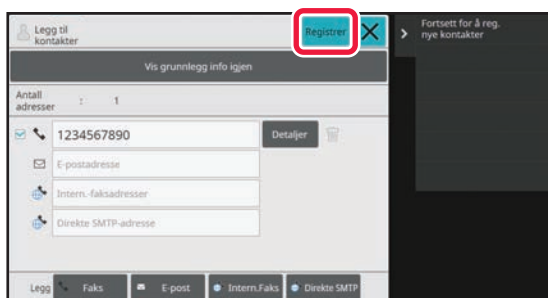 Legg til
kontakter
Registrer
Fortsett for å reg.
nye kontakter
Vis grunnlegg info igjen
Antall
adresser : 1
1234567890
Detaljer
E-postadresse
Intern.-faksadresser
Direkte SMTP-adresse
Legg Faks E-post Intern.Faks Direkte SMTP